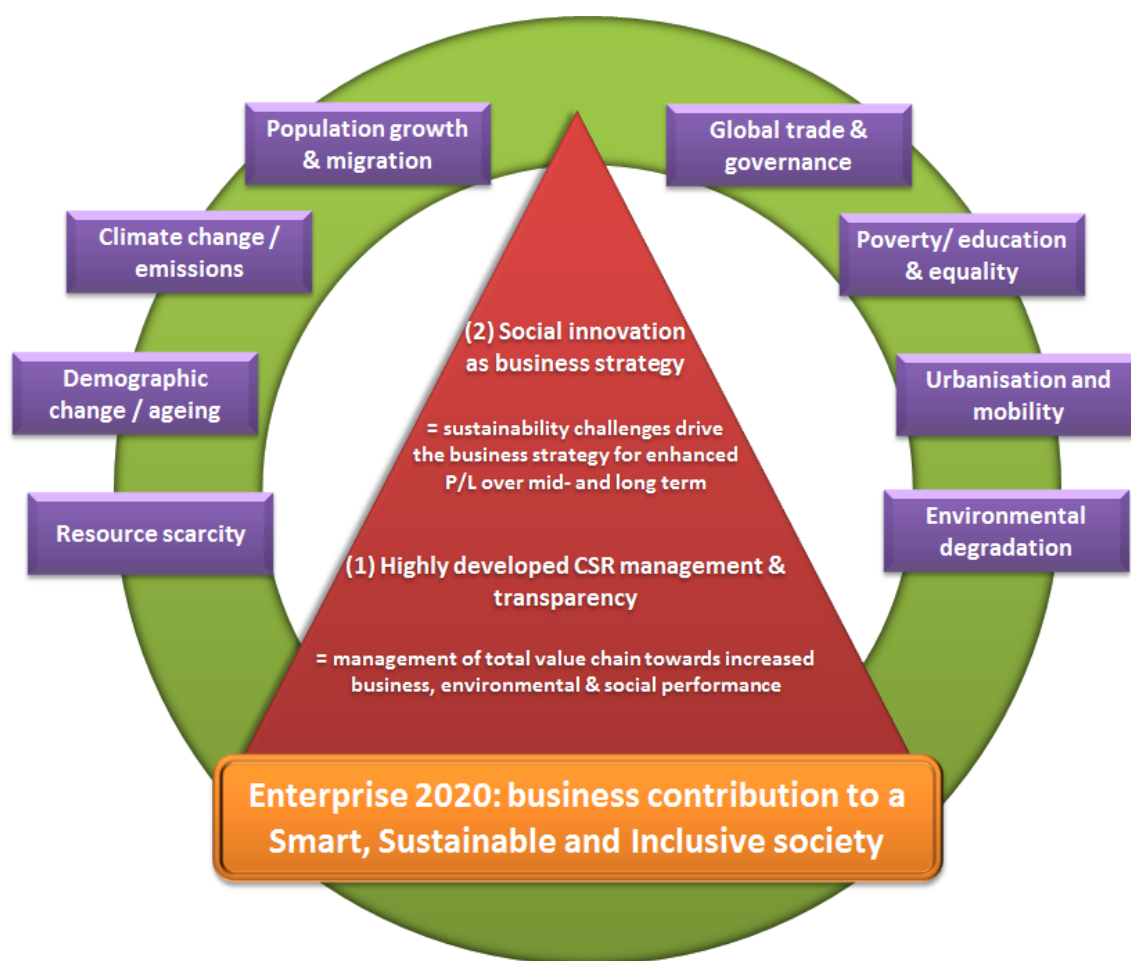 Population growth
& migration
Global trade &
governance
Climate change /
emissions
Poverty/ education
& equality
Demographic
change / ageing
Urbanisation and
mobility
Resource scarcity
Environmental
degradation
(2) Social innovation
as business strategy
= sustainability challenges drive
the business strategy for enhanced
P/L over mid- and long term
(1) Highly developed CSR management &
transparency
= management of total value chain towards increased
business, environmental & social performance
Enterprise 2020: business contribution to a
Smart, Sustainable and Inclusive society